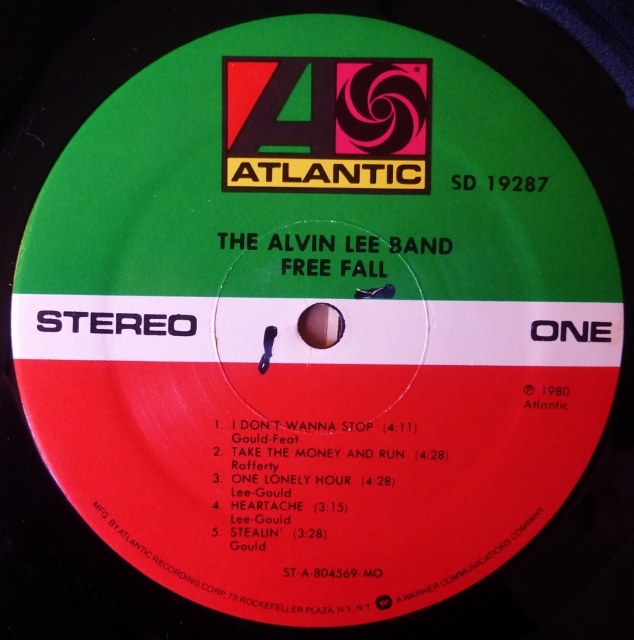 ATLANTIC
SD 19287
THE ALVIN LEE BAND
FREE FALL
STEREO ONE
Ⓟ 1980
Atlantic
1. I DON'T WANNA STOP (4:11)
Gould-Feat
2. TAKE THE MONEY AND RUN (4:28)
Rafferty
3. ONE LONELY HOUR (4:28)
Lee-Gould
4. HEARTACHE (3:15)
Lee-Gould
5. STEALIN' (3:28)
Gould
ST-A-804569-MO
MFG. BY ATLANTIC RECORDING CORP. 75 ROCKEFELLER PLAZA, N.Y., N.Y. A WARNER COMMUNICATIONS COMPANY